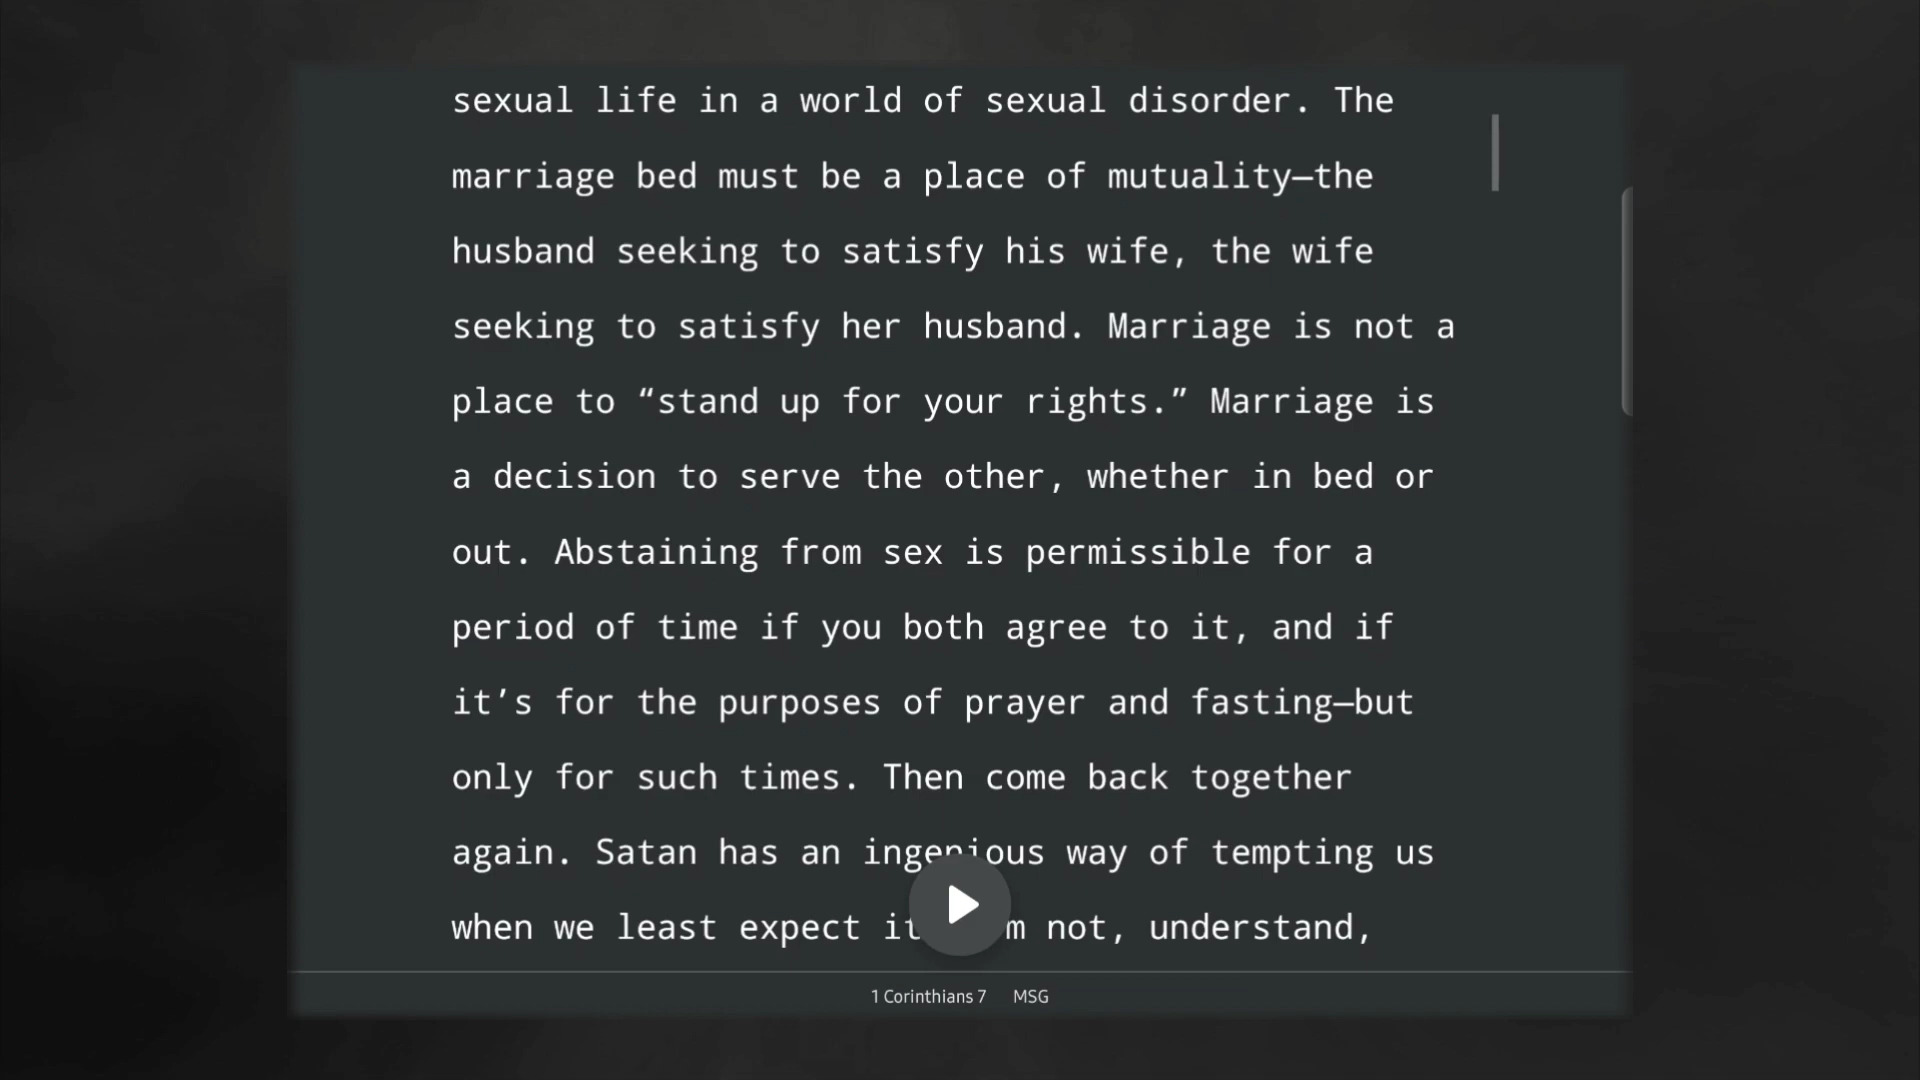 sexual life in a world of sexual disorder. The
marriage bed must be a place of mutuality—the
husband seeking to satisfy his wife, the wife
seeking to satisfy her husband. Marriage is not a
place to “stand up for your rights.” Marriage is
a decision to serve the other, whether in bed or
out. Abstaining from sex is permissible for a
period of time if you both agree to it, and if
it’s for the purposes of prayer and fasting—but
only for such times. Then come back together
again. Satan has an ingenious way of tempting us
when we least expect not, understand,
1 Corinthians 7 MSG